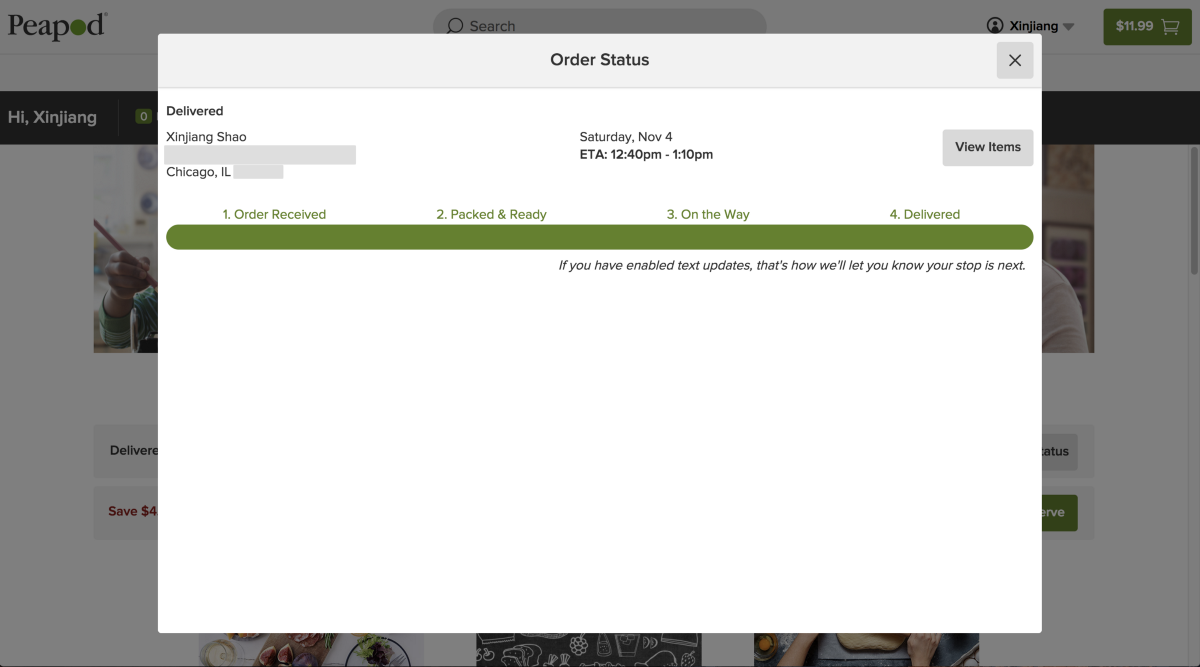 Peapod
Search
Xinjiang
$11.99
Order Status
Hi, Xinjiang
0
Delivered
Xinjiang Shao
Chicago, IL
Saturday, Nov 4
ETA: 12:40pm - 1:10pm
View Items
1. Order Received
2. Packed & Ready
3. On the Way
4. Delivered
If you have enabled text updates, that's how we'll let you know your stop is next.
Delivere
tatus
Save $4
erve